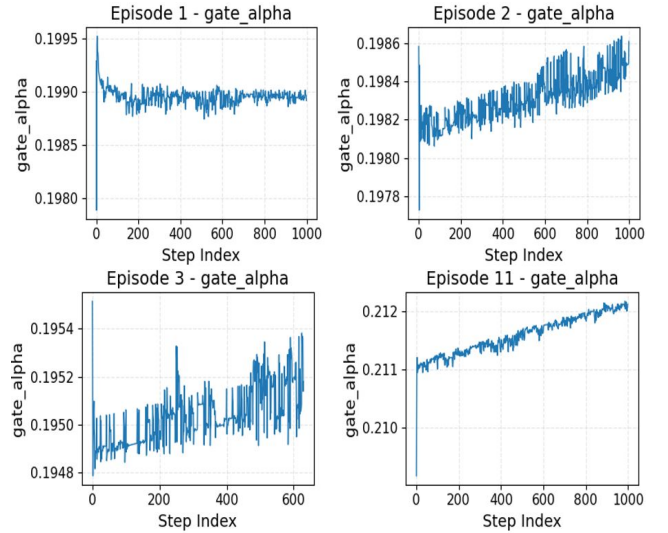 Episode 1 - gate_alpha
gate_alpha
0.1995
0.1990
0.1985
0.1980
0 200 400 600 800 1000
Step Index
Episode 2 - gate_alpha
gate_alpha
0.1986
0.1984
0.1982
0.1980
0.1978
0 200 400 600 800 1000
Step Index
Episode 3 - gate_alpha
gate_alpha
0.1954
0.1952
0.1950
0.1948
0 200 400 600
Step Index
Episode 11 - gate_alpha
gate_alpha
0.212
0.211
0.210
0 200 400 600 800 1000
Step Index